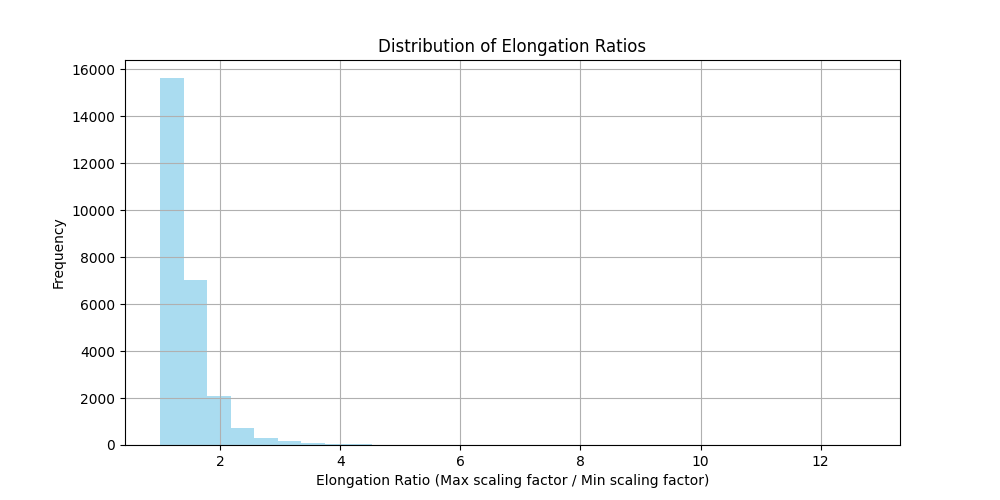 Distribution of Elongation Ratios
16000
14000
12000
10000
8000
6000
4000
2000
0
Frequency
2 4 6 8 10 12
Elongation Ratio (Max scaling factor / Min scaling factor)